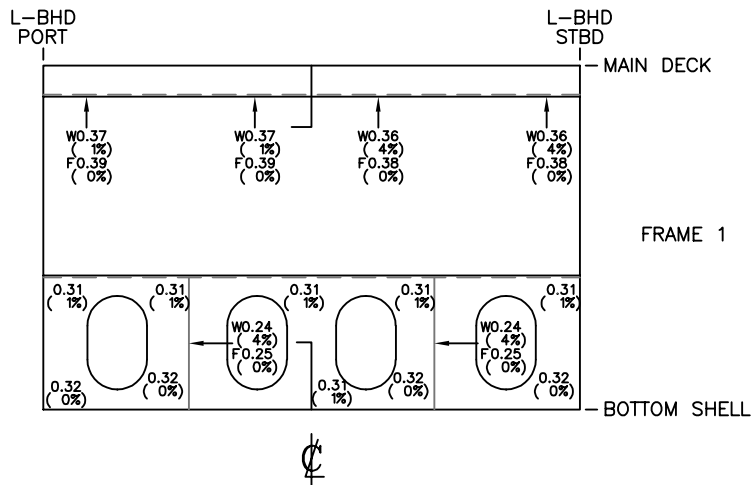 L-BHD
PORT
L-BHD
STBD
MAIN DECK
W0.37
( 1%)
F0.39
( 0%)
W0.37
( 1%)
F0.39
( 0%)
W0.36
( 4%)
F0.38
( 0%)
W0.36
( 4%)
F0.38
( 0%)
FRAME 1
0.31
( 1%)
0.31
( 1%)
0.31
( 1%)
0.31
( 1%)
0.31
( 1%)
W0.24
( 4%)
F0.25
( 0%)
W0.24
( 4%)
F0.25
( 0%)
0.32
( 0%)
0.32
( 0%)
0.31
( 1%)
0.32
( 0%)
0.32
( 0%)
BOTTOM SHELL
℄